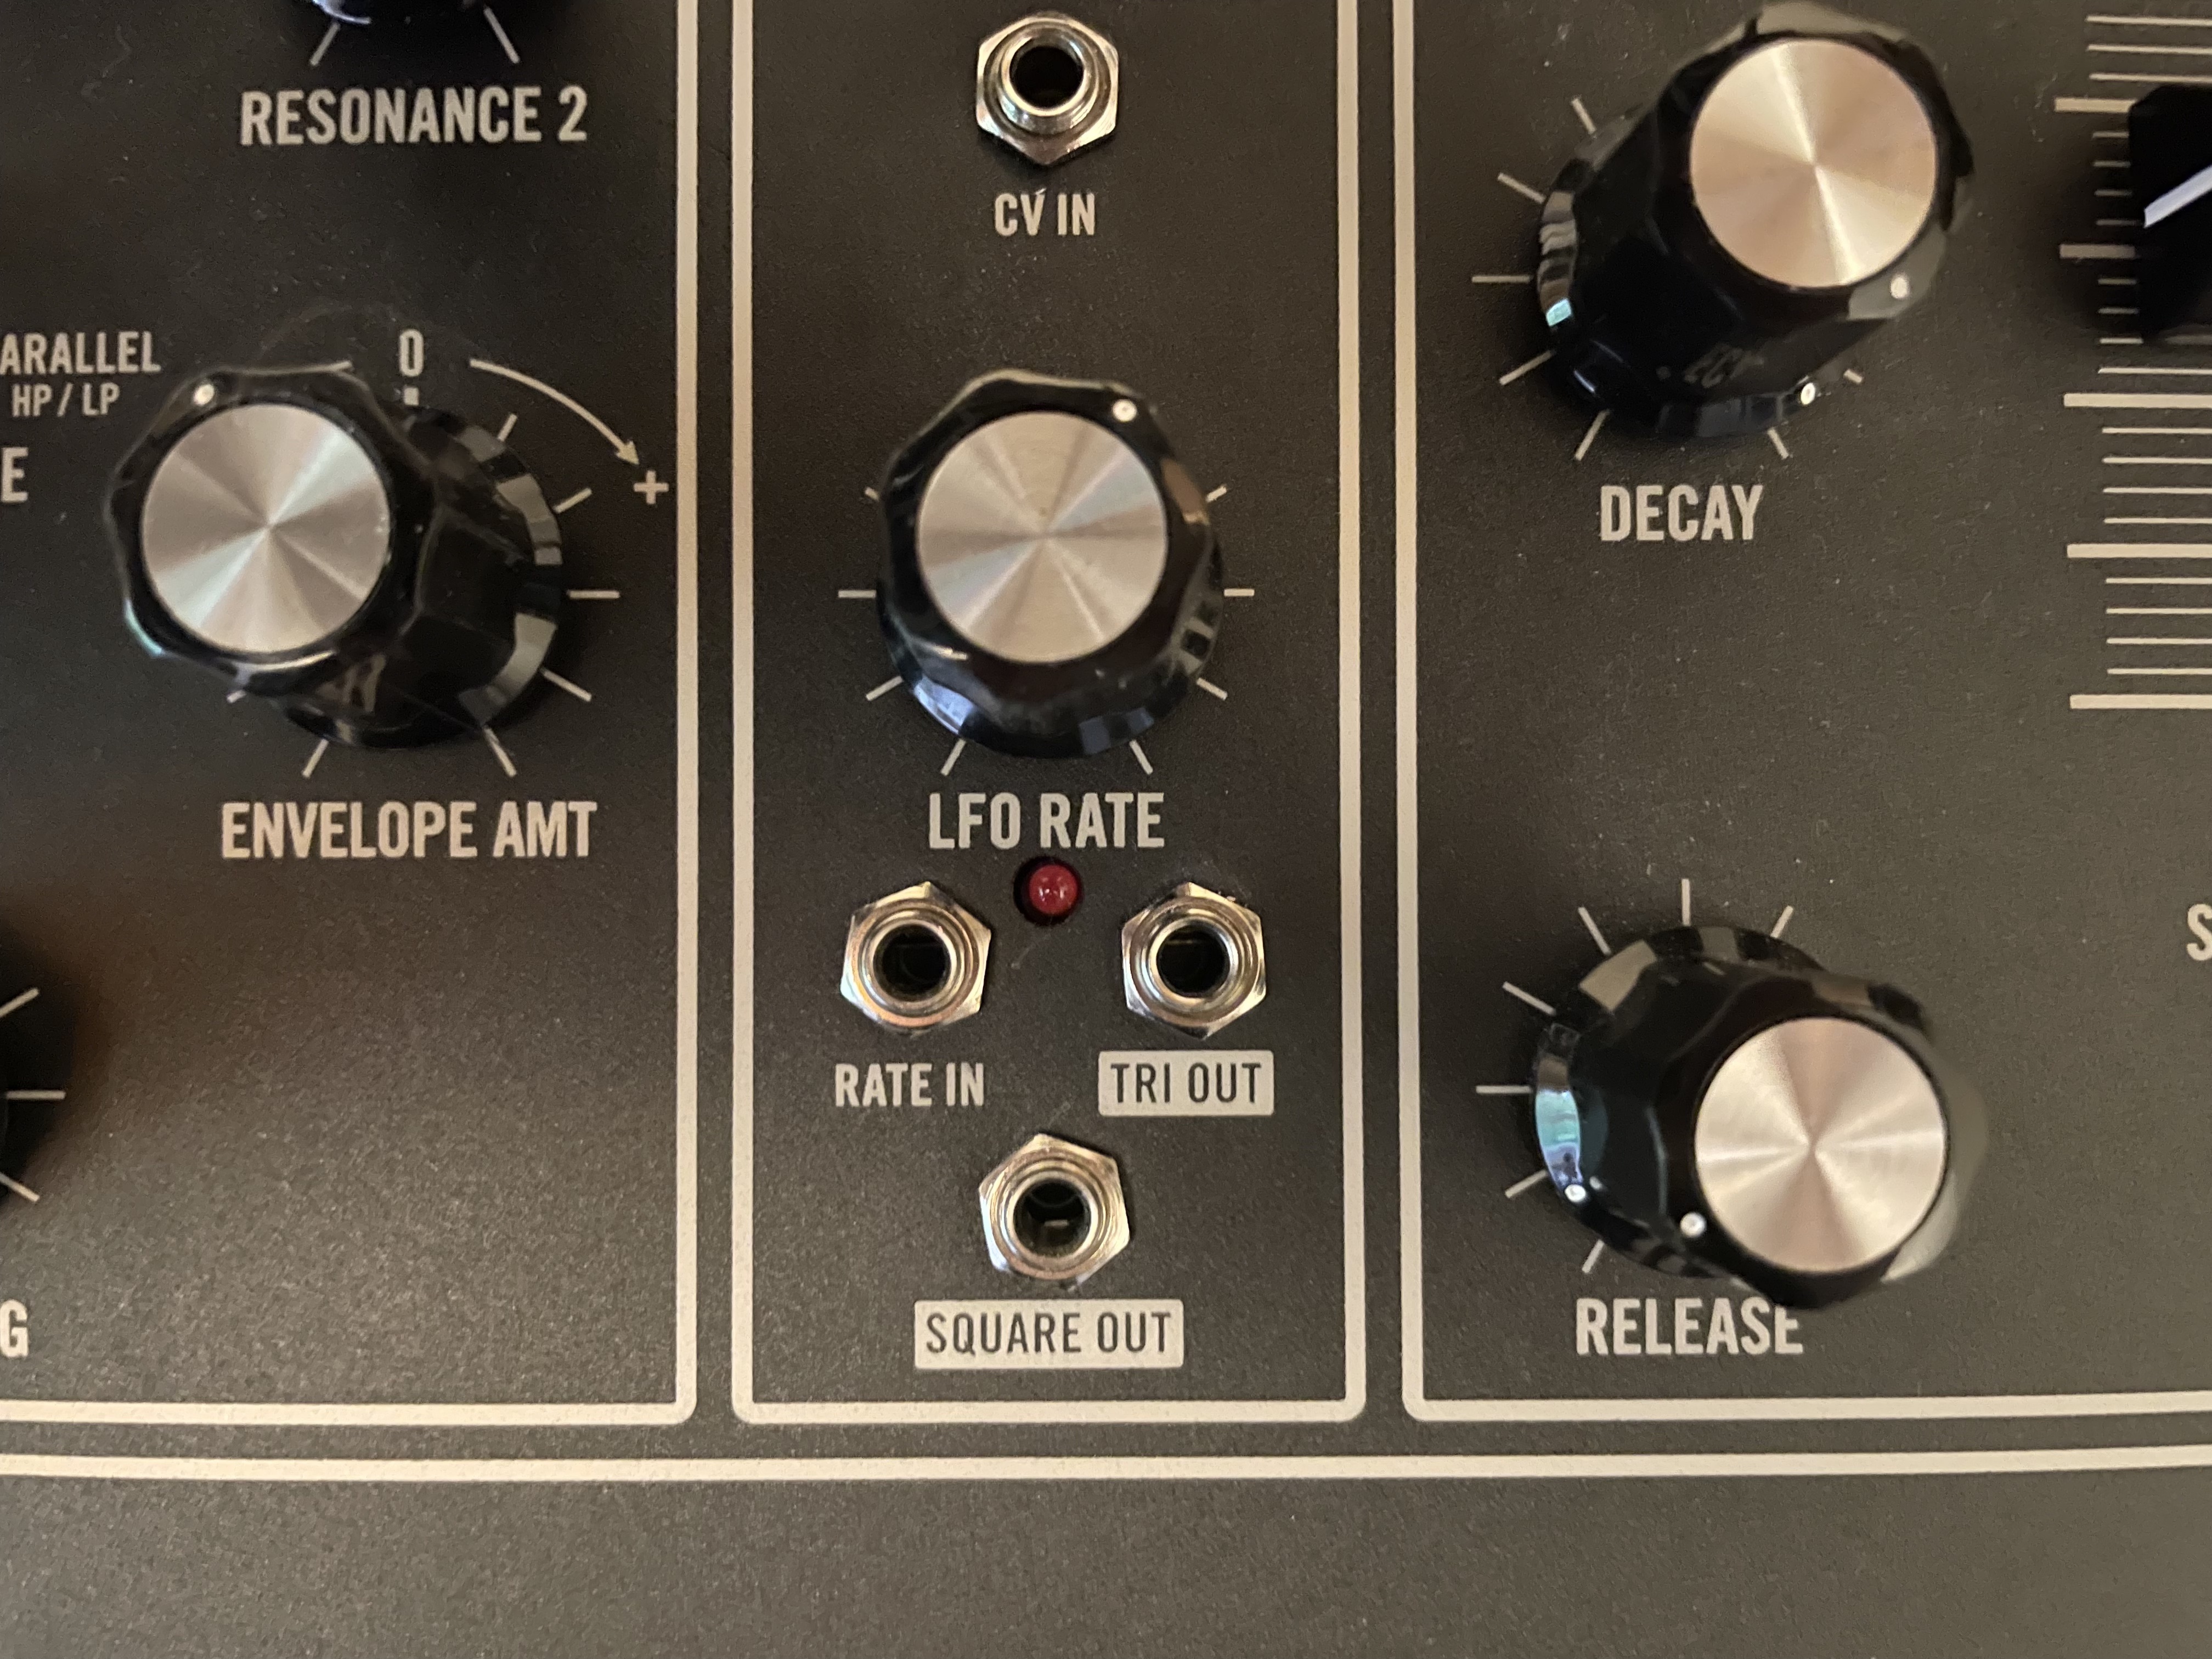 RESONANCE 2
ARALLEL
HP / LP
E
0
+
ENVELOPE AMT
G
CV IN
LFO RATE
RATE IN
TRI OUT
SQUARE OUT
DECAY
RELEASE
S